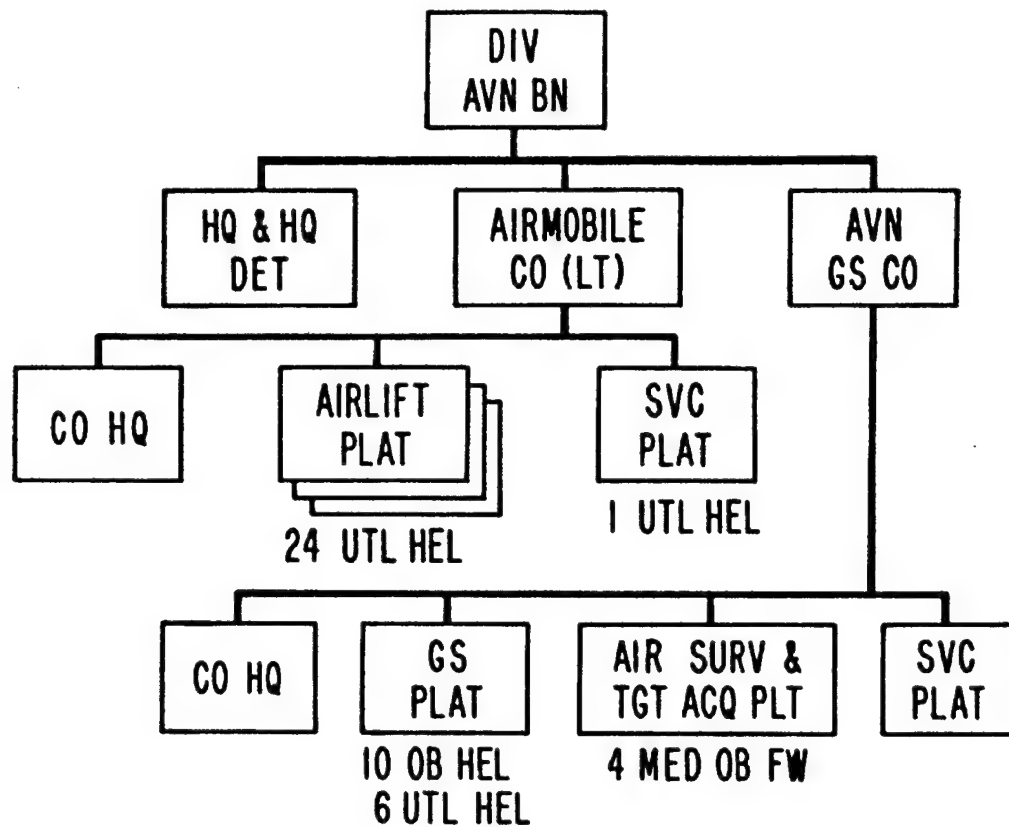 DIV
AVN BN
HQ & HQ
DET
AIRMOBILE
CO (LT)
AVN
GS CO
CO HQ
AIRLIFT
PLAT
SVC
PLAT
24 UTL HEL
1 UTL HEL
CO HQ
GS
PLAT
AIR SURV &
TGT ACQ PLT
SVC
PLAT
10 OB HEL
6 UTL HEL
4 MED OB FW